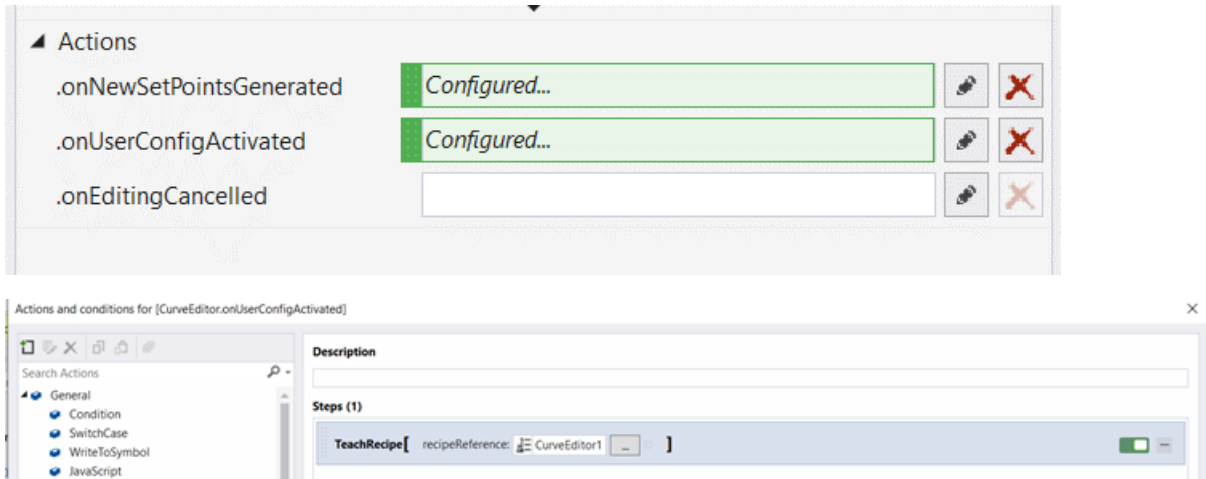 Actions
.onNewSetPointsGenerated Configured...
.onUserConfigActivated Configured...
.onEditingCancelled
Actions and conditions for [CurveEditor.onUserConfigActivated]
Description
Search Actions
General
Steps (1)
Condition
SwitchCase
TeachRecipe[ recipeReference: CurveEditor1 ... ]
WriteToSymbol
JavaScript